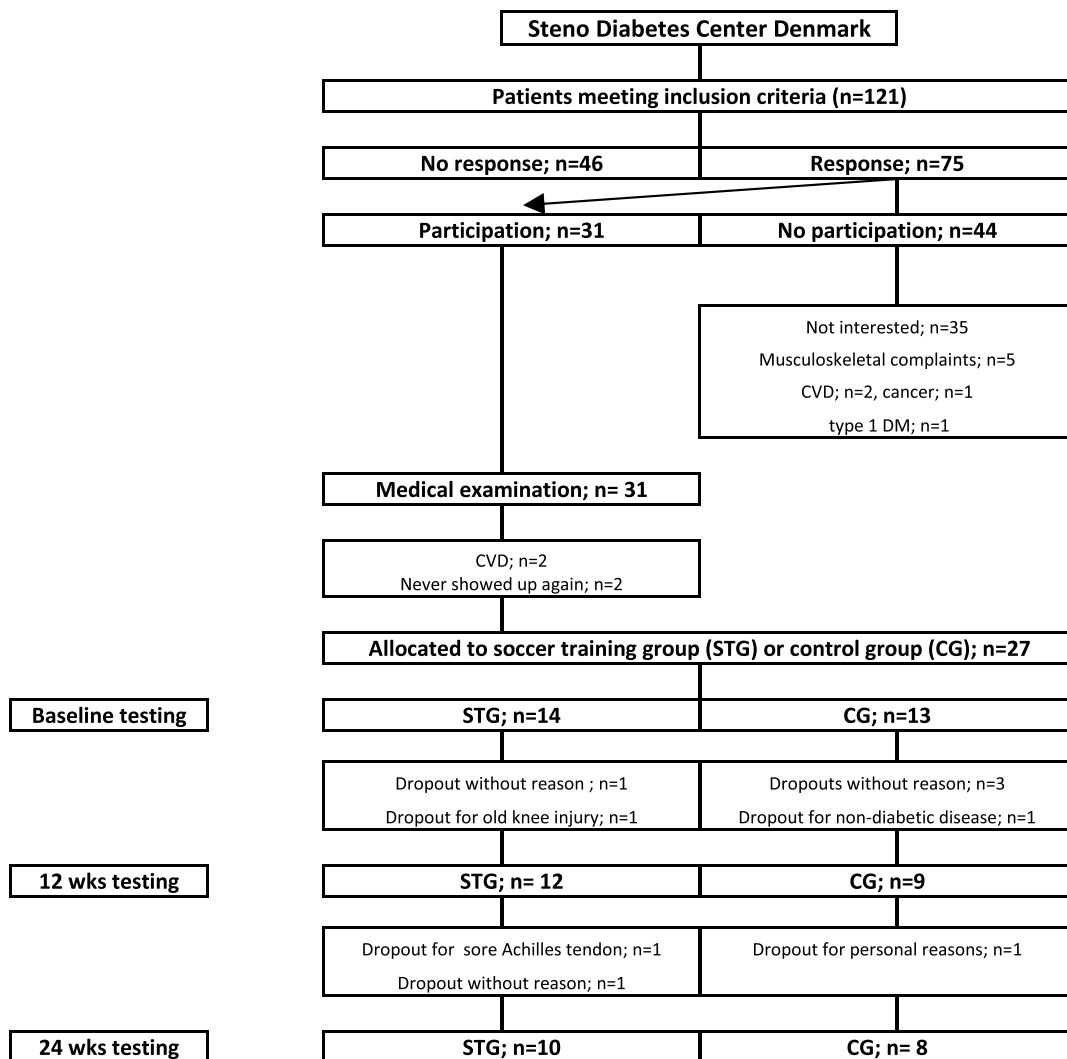 Steno Diabetes Center Denmark
Patients meeting inclusion criteria (n=121)
No response; n=46
Response; n=75
Participation; n=31
No participation; n=44
Not interested; n=35
Musculoskeletal complaints; n=5
CVD; n=2, cancer; n=1
type 1 DM; n=1
Medical examination; n= 31
CVD; n=2
Never showed up again; n=2
Allocated to soccer training group (STG) or control group (CG); n=27
Baseline testing
STG; n=14
CG; n=13
Dropout without reason ; n=1
Dropout for old knee injury; n=1
Dropouts without reason; n=3
Dropout for non-diabetic disease; n=1
12 wks testing
STG; n= 12
CG; n=9
Dropout for  sore Achilles tendon; n=1
Dropout without reason; n=1
Dropout for personal reasons; n=1
24 wks testing
STG; n=10
CG; n= 8